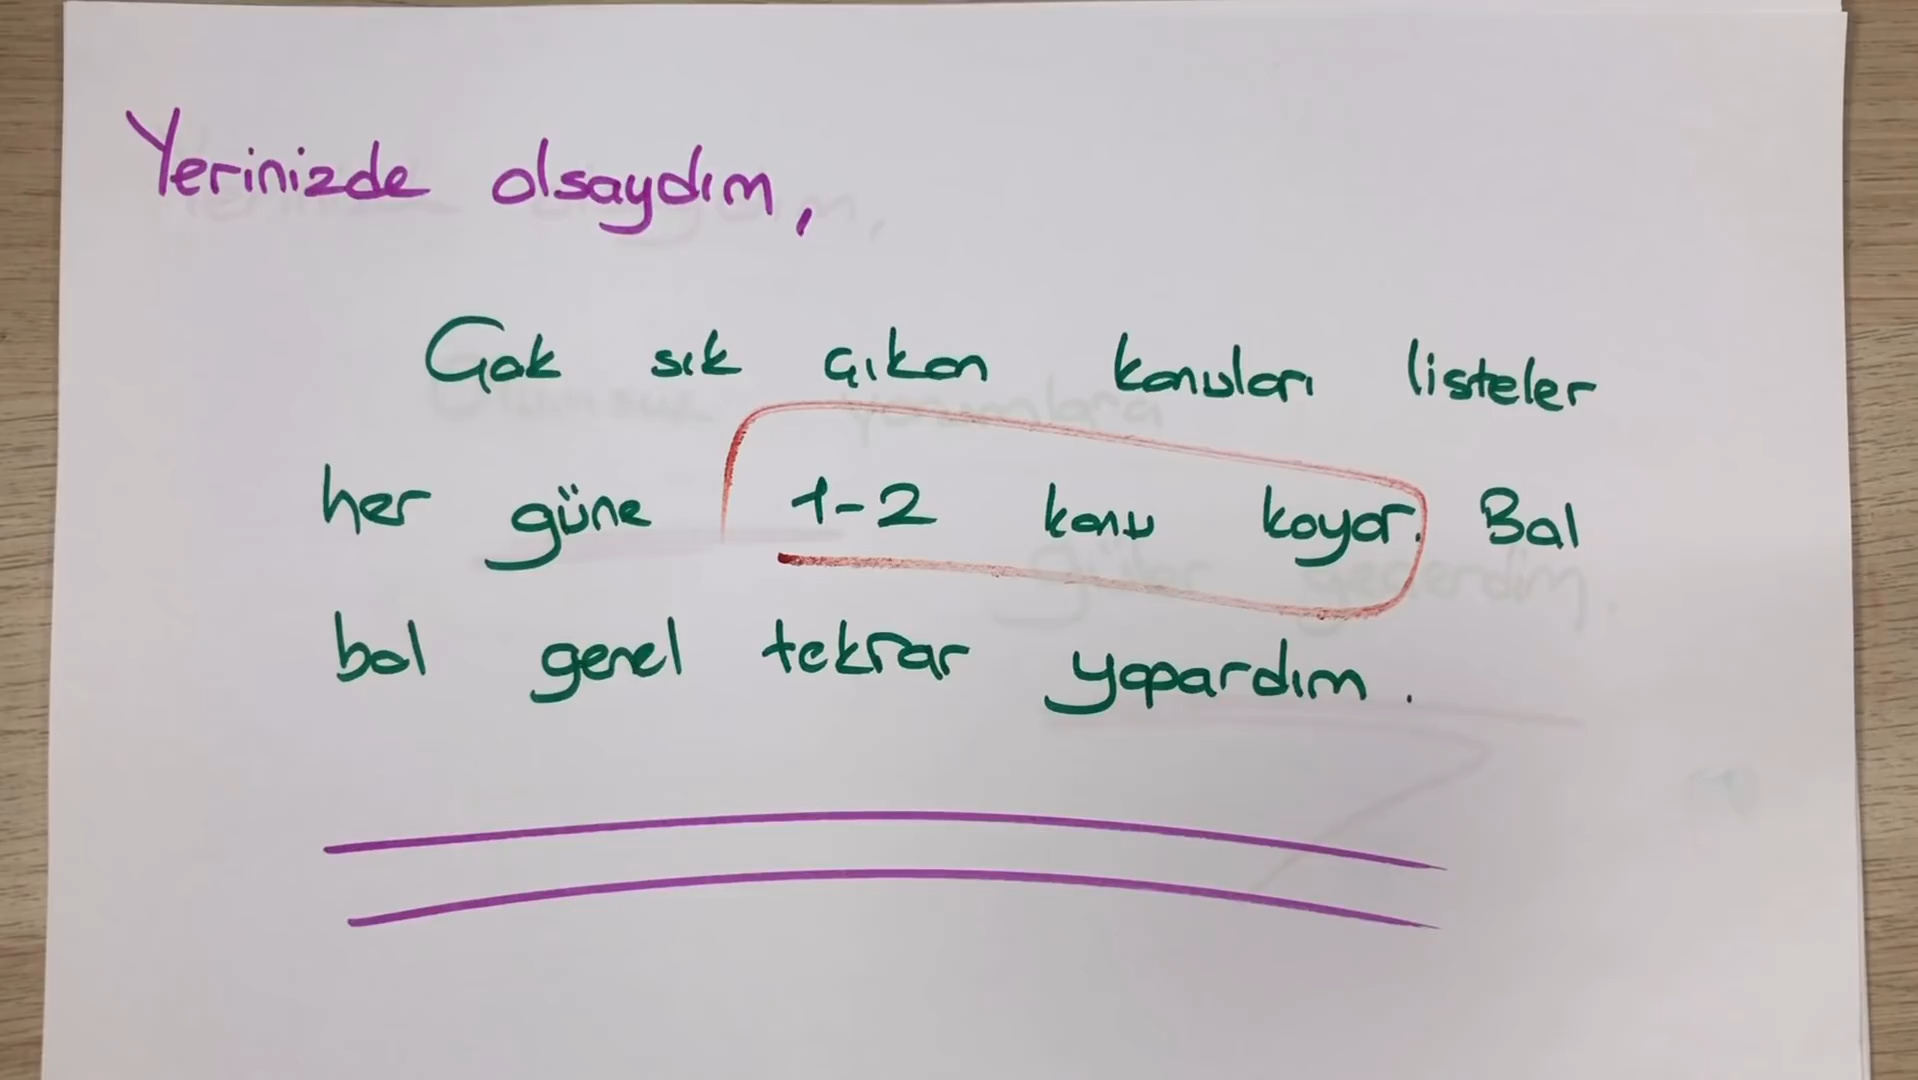 Yerinizde olsaydım,
Çok sık çıkan konuları listeler
her güne 1-2 konu koyar. Bol
bol genel tekrar yapardım.